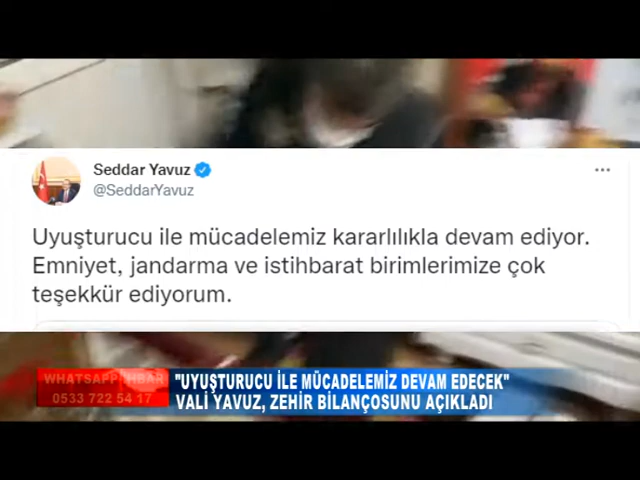 Seddar Yavuz
@SeddarYavuz
Uyuşturucu ile mücadelemiz kararlılıkla devam ediyor.
Emniyet, jandarma ve istihbarat birimlerimize çok
teşekkür ediyorum.
WHATSAPP İHBAR
0533 722 54 17
"UYUŞTURUCU İLE MÜCADELEMİZ DEVAM EDECEK"
VALİ YAVUZ, ZEHİR BİLANÇOSUNU AÇIKLADI